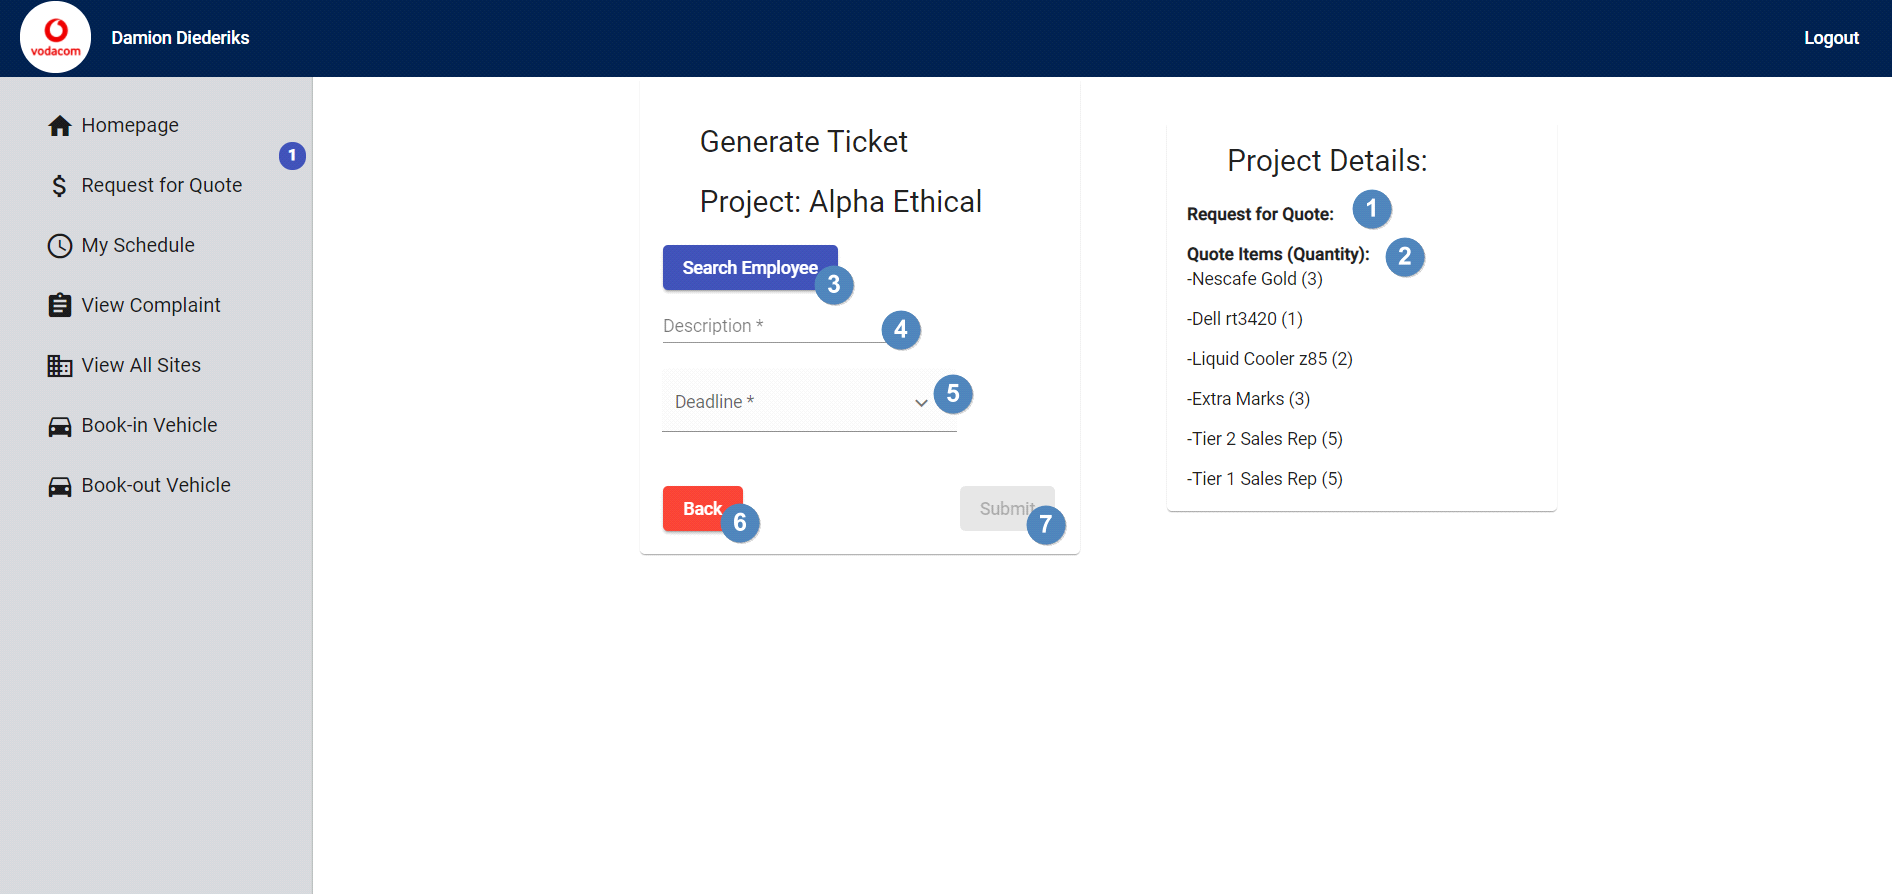 vodacom
Damion Diederiks
Logout
Homepage
1
Request for Quote
My Schedule
View Complaint
View All Sites
Book-in Vehicle
Book-out Vehicle
Generate Ticket
Project: Alpha Ethical
Search Employee
3
Description *
4
Deadline *
5
Back
6
Submit
7
Project Details:
Request for Quote:
1
Quote Items (Quantity):
2
-Nescafe Gold (3)
-Dell rt3420 (1)
-Liquid Cooler z85 (2)
-Extra Marks (3)
-Tier 2 Sales Rep (5)
-Tier 1 Sales Rep (5)